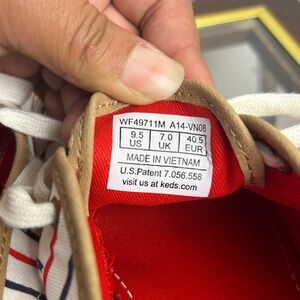 WF49711M A14-VN08
9.5 7.0 40.5
US UK EUR
MADE IN VIETNAM
U.S.Patent 7.056.558
visit us at keds.com